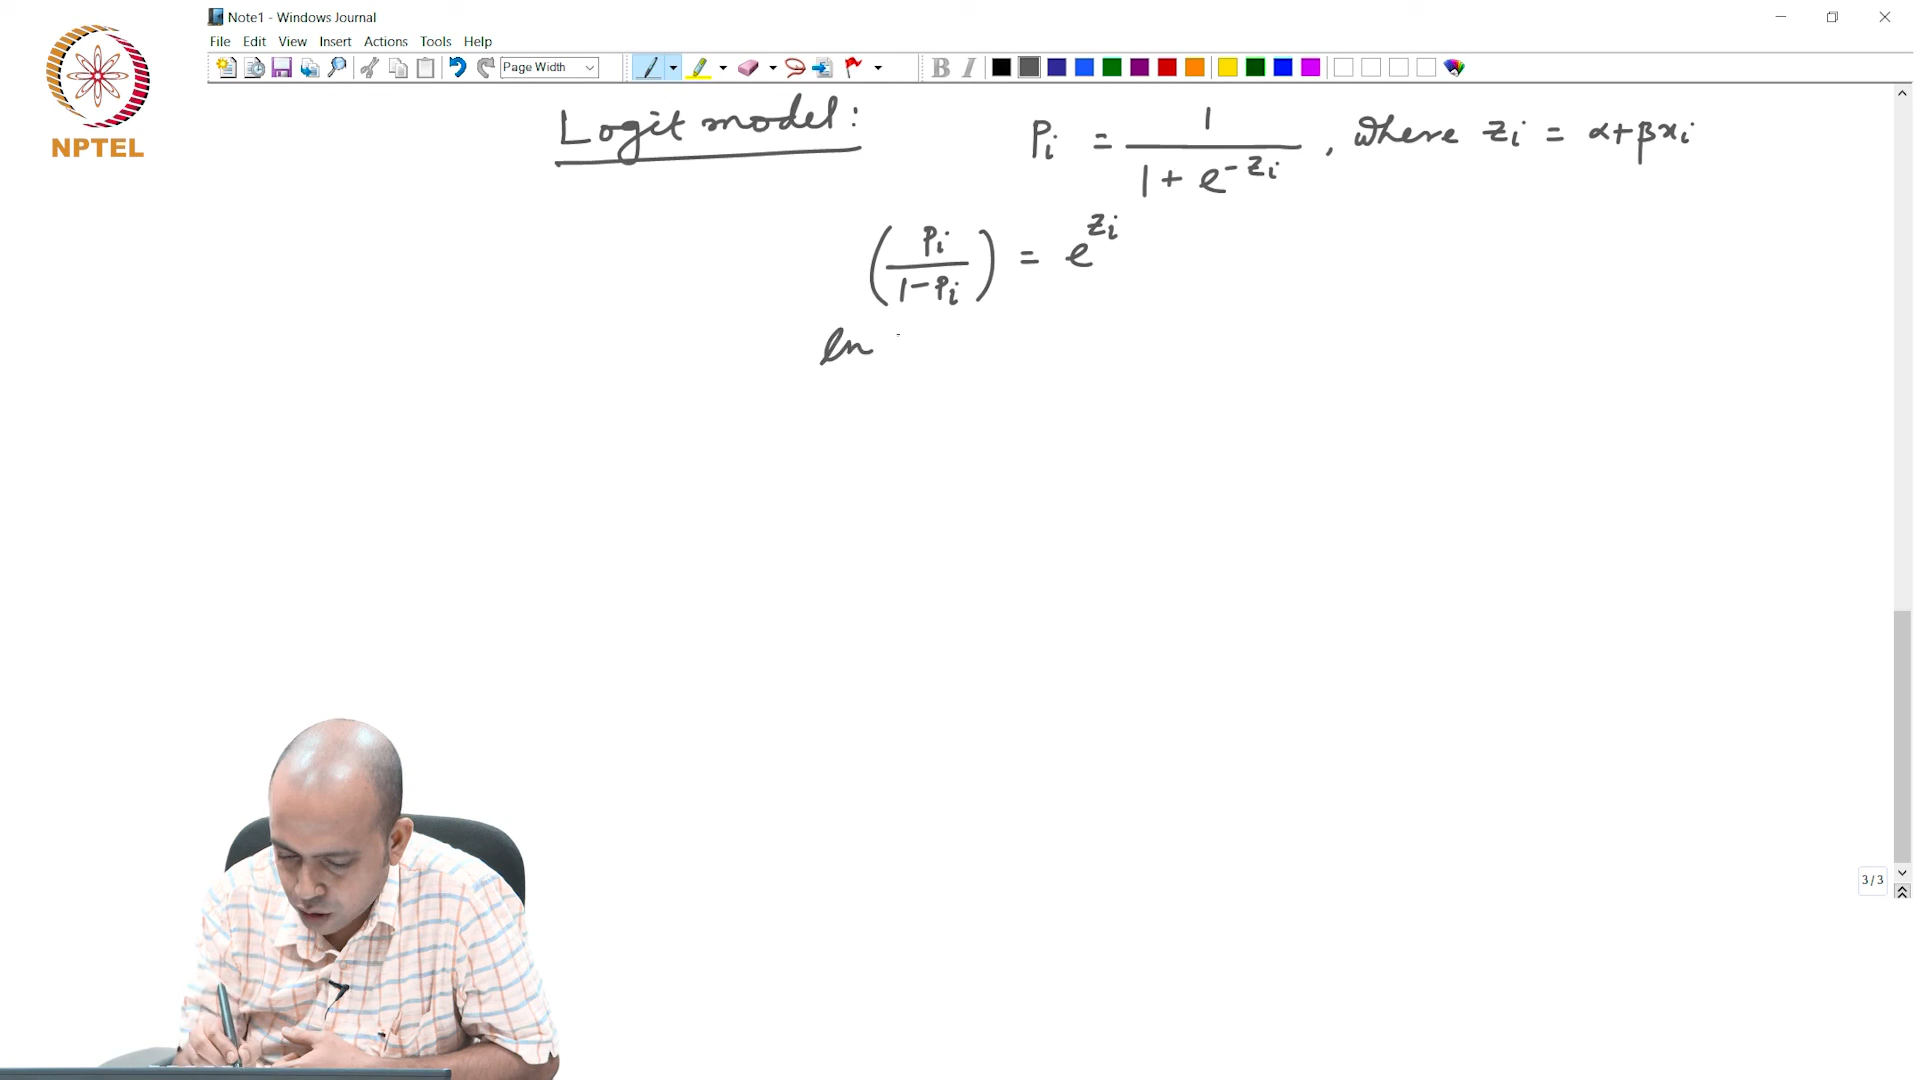 Note1 - Windows Journal
File Edit View Insert Actions Tools Help
Page Width
B I
NPTEL
Logit model: Pi = 1 / (1 + e^(-zi)), where zi = α+βxi
(Pi / (1-Pi)) = e^(zi)
ln
3/3